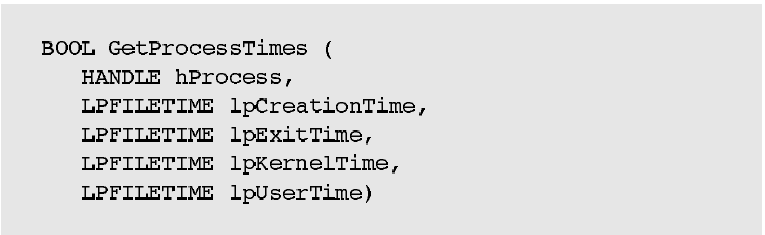 BOOL GetProcessTimes (
HANDLE hProcess,
LPFILETIME lpCreationTime,
LPFILETIME lpExitTime,
LPFILETIME lpKernelTime,
LPFILETIME lpUserTime)